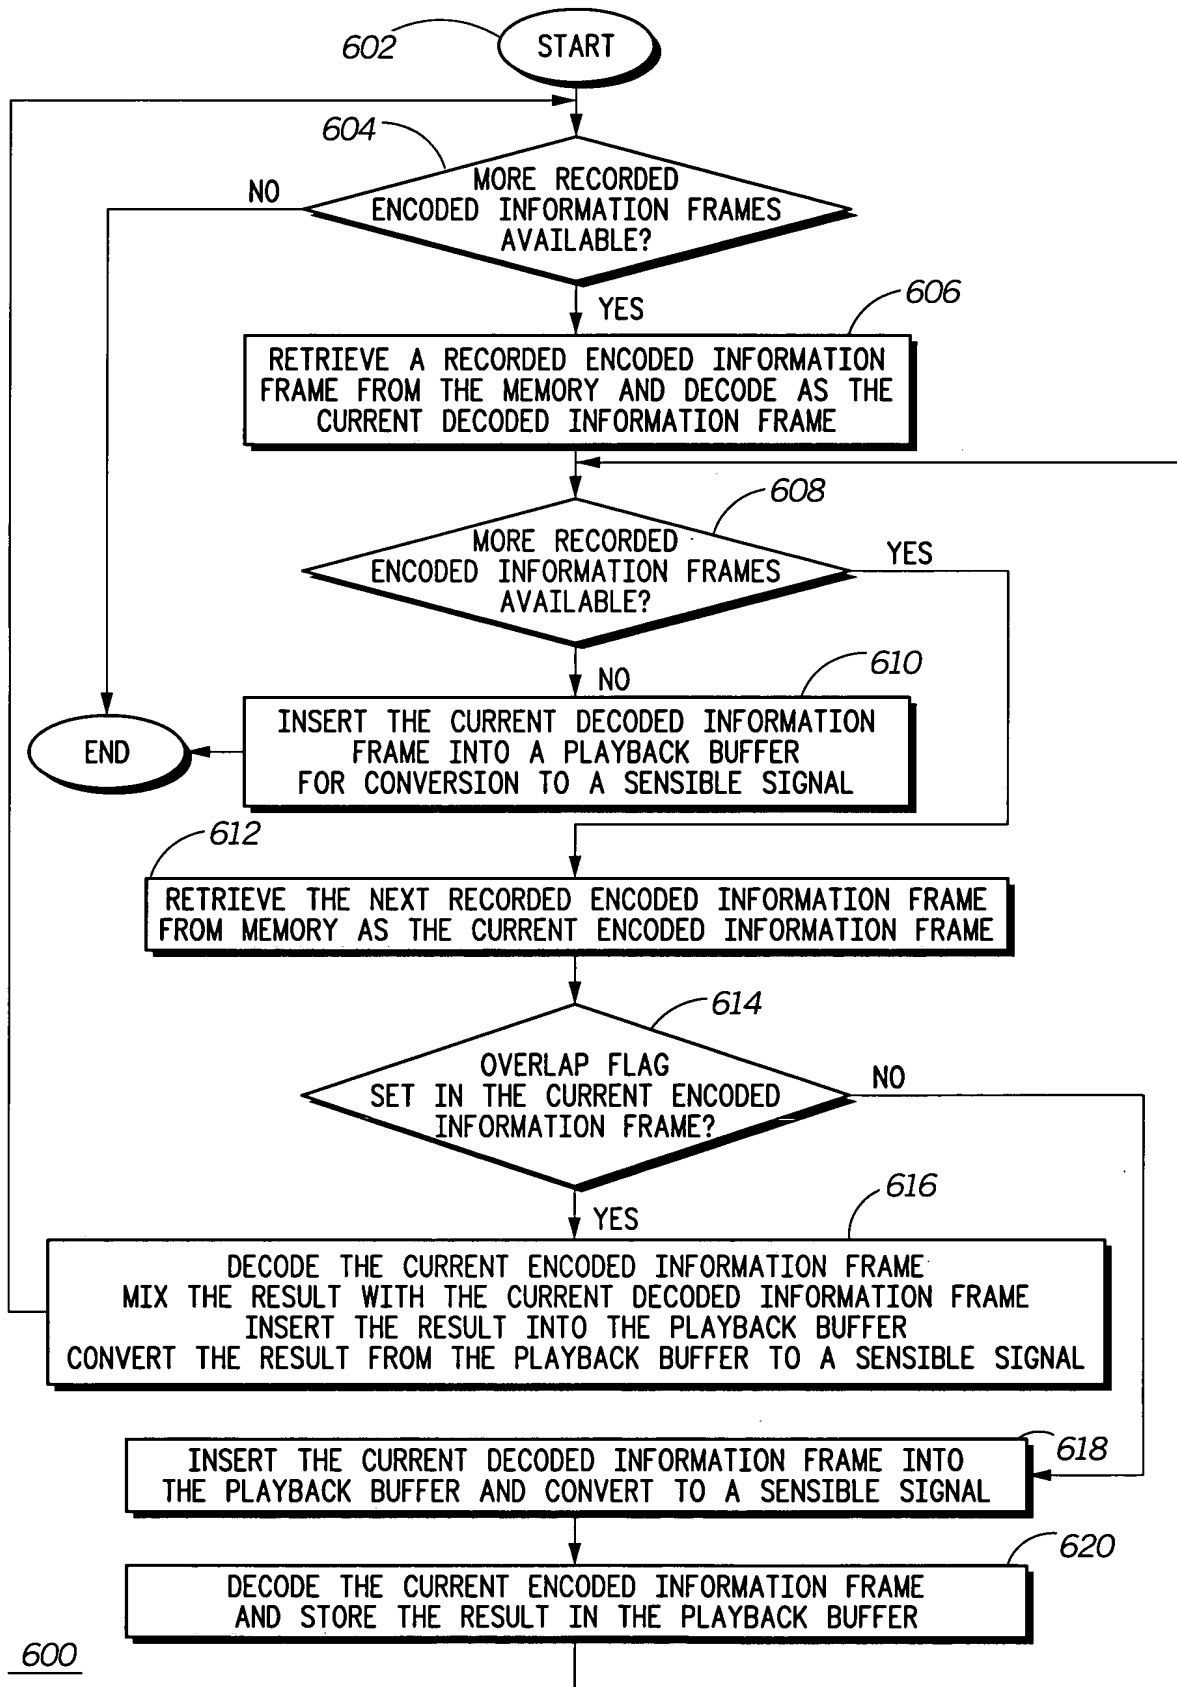 602
START
604
MORE RECORDED
ENCODED INFORMATION FRAMES
AVAILABLE?
NO
YES
606
RETRIEVE A RECORDED ENCODED INFORMATION
FRAME FROM THE MEMORY AND DECODE AS THE
CURRENT DECODED INFORMATION FRAME
608
MORE RECORDED
ENCODED INFORMATION FRAMES
AVAILABLE?
YES
NO
610
INSERT THE CURRENT DECODED INFORMATION
FRAME INTO A PLAYBACK BUFFER
FOR CONVERSION TO A SENSIBLE SIGNAL
END
612
RETRIEVE THE NEXT RECORDED ENCODED INFORMATION FRAME
FROM MEMORY AS THE CURRENT ENCODED INFORMATION FRAME
614
OVERLAP FLAG
SET IN THE CURRENT ENCODED
INFORMATION FRAME?
NO
YES
616
DECODE THE CURRENT ENCODED INFORMATION FRAME
MIX THE RESULT WITH THE CURRENT DECODED INFORMATION FRAME
INSERT THE RESULT INTO THE PLAYBACK BUFFER
CONVERT THE RESULT FROM THE PLAYBACK BUFFER TO A SENSIBLE SIGNAL
618
INSERT THE CURRENT DECODED INFORMATION FRAME INTO
THE PLAYBACK BUFFER AND CONVERT TO A SENSIBLE SIGNAL
620
DECODE THE CURRENT ENCODED INFORMATION FRAME
AND STORE THE RESULT IN THE PLAYBACK BUFFER
600